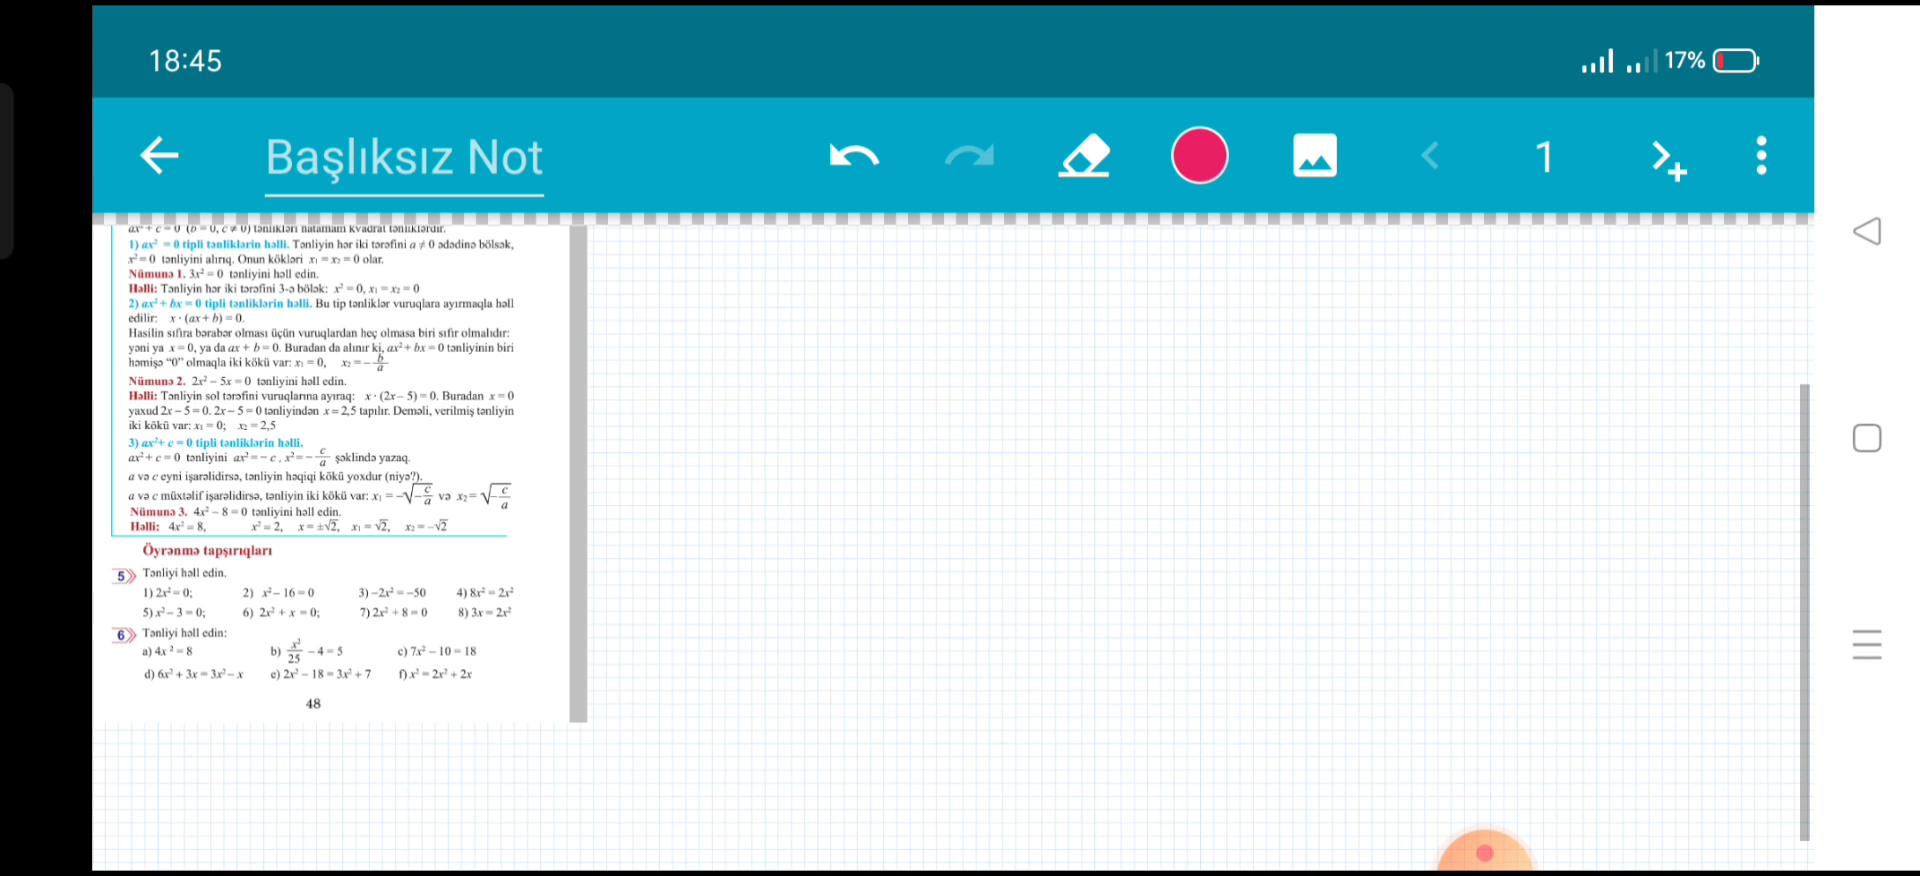 18:45
17%
Başlıksız Not
1
ax² + c = 0 (b = 0, c ≠ 0) tənlikləri natamam kvadrat tənliklərdir.
1) ax² = 0 tipli tənliklərin həlli. Tənliyin hər iki tərəfini a ≠ 0 ədədinə bölsək,
x² = 0 tənliyini alırıq. Onun kökləri x₁ = x₂ = 0 olar.
Nümunə 1. 3x² = 0 tənliyini həll edin.
Həlli: Tənliyin hər iki tərəfini 3-ə bölək: x² = 0, x₁ = x₂ = 0
2) ax² + bx = 0 tipli tənliklərin həlli. Bu tip tənliklər vuruqlara ayırmaqla həll
edilir: x · (ax + b) = 0.
Hasilin sıfıra bərabər olması üçün vuruqlardan heç olmasa biri sıfır olmalıdır:
yəni ya x = 0, ya da ax + b = 0. Buradan da alınır ki, ax² + bx = 0 tənliyinin biri
həmişə “0” olmaqla iki kökü var: x₁ = 0, x₂ = −b/a
Nümunə 2. 2x² − 5x = 0 tənliyini həll edin.
Həlli: Tənliyin sol tərəfini vuruqlarına ayıraq: x · (2x − 5) = 0. Buradan x = 0
yaxud 2x − 5 = 0. 2x − 5 = 0 tənliyindən x = 2,5 tapılır. Deməli, verilmiş tənliyin
iki kökü var: x₁ = 0; x₂ = 2,5
3) ax² + c = 0 tipli tənliklərin həlli.
ax² + c = 0 tənliyini ax² = − c , x² = −c/a şəklində yazaq.
a və c eyni işarəlidirsə, tənliyin həqiqi kökü yoxdur (niyə?).
a və c müxtəlif işarəlidirsə, tənliyin iki kökü var: x₁ = −√(−c/a) və x₂ = √(−c/a)
Nümunə 3. 4x² − 8 = 0 tənliyini həll edin.
Həlli: 4x² = 8, x² = 2, x = ±√2, x₁ = √2, x₂ = −√2
Öyrənmə tapşırıqları
5 Tənliyi həll edin.
1) 2x² = 0; 2) x² − 16 = 0 3) −2x² = −50 4) 8x² = 2x²
5) x² − 3 = 0; 6) 2x² + x = 0; 7) 2x² + 8 = 0 8) 3x = 2x²
6 Tənliyi həll edin:
a) 4x ² = 8 b) x²/25 − 4 = 5 c) 7x² − 10 = 18
d) 6x² + 3x = 3x² − x e) 2x² − 18 = 3x² + 7 f) x² = 2x² + 2x
48